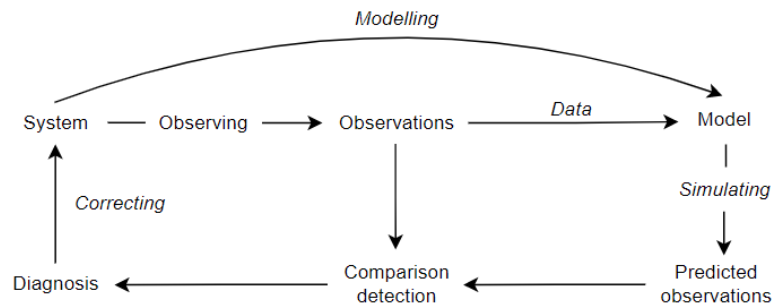 Modelling
Data
System
Observing
Observations
Model
Correcting
Simulating
Diagnosis
Comparison
detection
Predicted
observations